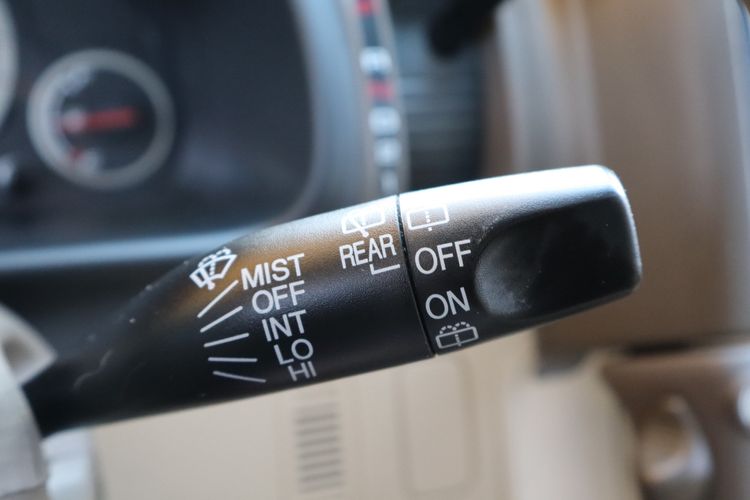 MIST
OFF
INT
LO
HI
REAR
OFF
ON